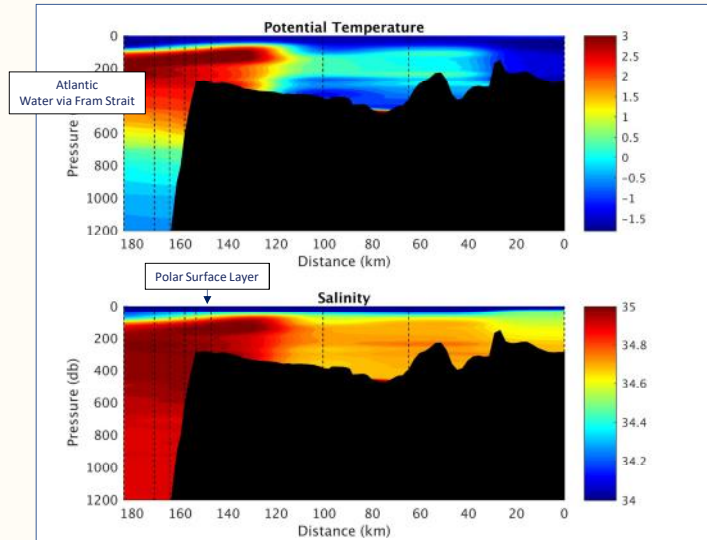 Potential Temperature
0
Atlantic
Water via Fram Strait
600
800
1000
1200
Pressure
180 160 140 120 100 80 60 40 20 0
Distance (km)
3
2.5
2
1.5
1
0.5
0
−0.5
−1
−1.5
Polar Surface Layer
Salinity
0
200
400
600
800
1000
1200
Pressure (db)
180 160 140 120 100 80 60 40 20 0
Distance (km)
35
34.8
34.6
34.4
34.2
34